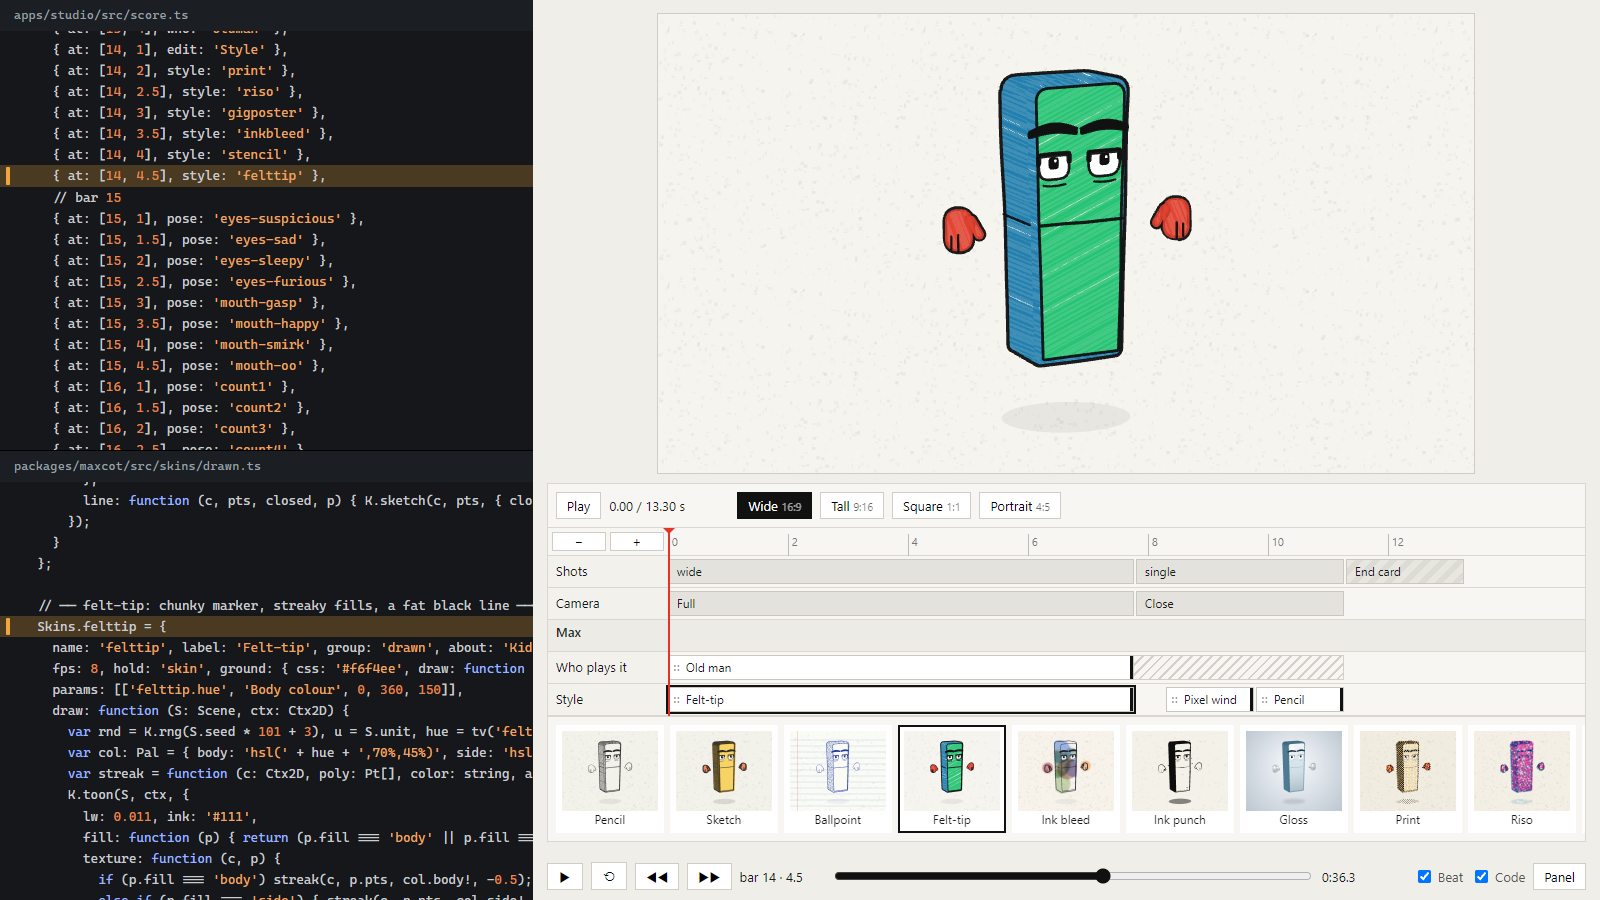 apps/studio/src/score.ts
{ at: [14, 1], edit: 'Style' },
{ at: [14, 2], style: 'print' },
{ at: [14, 2.5], style: 'riso' },
{ at: [14, 3], style: 'gigposter' },
{ at: [14, 3.5], style: 'inkbleed' },
{ at: [14, 4], style: 'stencil' },
{ at: [14, 4.5], style: 'felttip' },
// bar 15
{ at: [15, 1], pose: 'eyes-suspicious' },
{ at: [15, 1.5], pose: 'eyes-sad' },
{ at: [15, 2], pose: 'eyes-sleepy' },
{ at: [15, 2.5], pose: 'eyes-furious' },
{ at: [15, 3], pose: 'mouth-gasp' },
{ at: [15, 3.5], pose: 'mouth-happy' },
{ at: [15, 4], pose: 'mouth-smirk' },
{ at: [15, 4.5], pose: 'mouth-oo' },
{ at: [16, 1], pose: 'count1' },
{ at: [16, 1.5], pose: 'count2' },
{ at: [16, 2], pose: 'count3' },
packages/maxcot/src/skins/drawn.ts
line: function (c, pts, closed, p) { K.sketch(c, pts, { clo
});
}
};
// — felt-tip: chunky marker, streaky fills, a fat black line —
Skins.felttip = {
name: 'felttip', label: 'Felt-tip', group: 'drawn', about: 'Kid
fps: 8, hold: 'skin', ground: { css: '#f6f4ee', draw: function
params: [['felttip.hue', 'Body colour', 0, 360, 150]],
draw: function (S: Scene, ctx: Ctx2D) {
var rnd = K.rng(S.seed * 101 + 3), u = S.unit, hue = tv('felt
var col: Pal = { body: 'hsl(' + hue + ',70%,45%)', side: 'hsl
var streak = function (c: Ctx2D, poly: Pt[], color: string, a
K.toon(S, ctx, {
lw: 0.011, ink: '#111',
fill: function (p) { return (p.fill === 'body' || p.fill ===
texture: function (c, p) {
if (p.fill === 'body') streak(c, p.pts, col.body!, -0.5);
Play
0.00 / 13.30 s
Wide 16:9
Tall 9:16
Square 1:1
Portrait 4:5
− + 0 2 4 6 8 10 12
Shots wide single End card
Camera Full Close
Max
Who plays it Old man
Style Felt-tip Pixel wind Pencil
Pencil Sketch Ballpoint Felt-tip Ink bleed Ink punch Gloss Print Riso
bar 14 · 4.5 0:36.3 Beat Code Panel